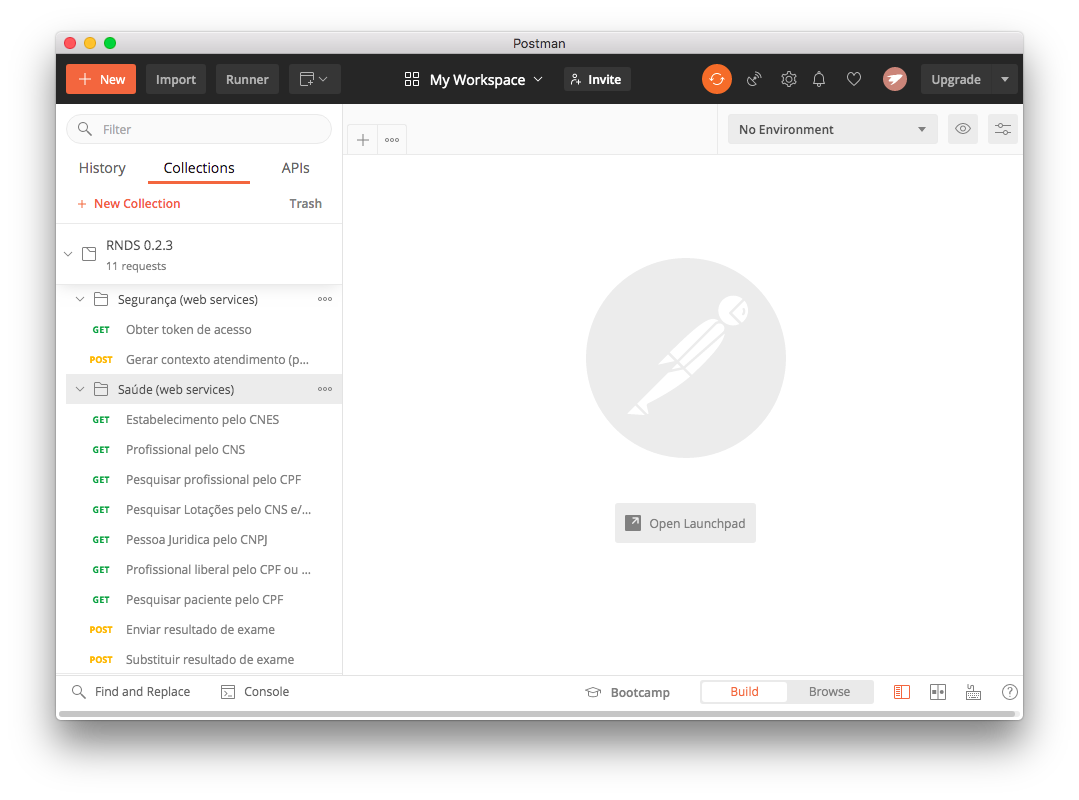 Postman
New
Import
Runner
My Workspace
Invite
Upgrade
Filter
No Environment
History
Collections
APIs
New Collection
Trash
RNDS 0.2.3
11 requests
Segurança (web services)
GET Obter token de acesso
POST Gerar contexto atendimento (p...
Saúde (web services)
GET Estabelecimento pelo CNES
GET Profissional pelo CNS
GET Pesquisar profissional pelo CPF
GET Pesquisar Lotações pelo CNS e/...
GET Pessoa Juridica pelo CNPJ
GET Profissional liberal pelo CPF ou ...
GET Pesquisar paciente pelo CPF
POST Enviar resultado de exame
POST Substituir resultado de exame
Open Launchpad
Find and Replace
Console
Bootcamp
Build
Browse